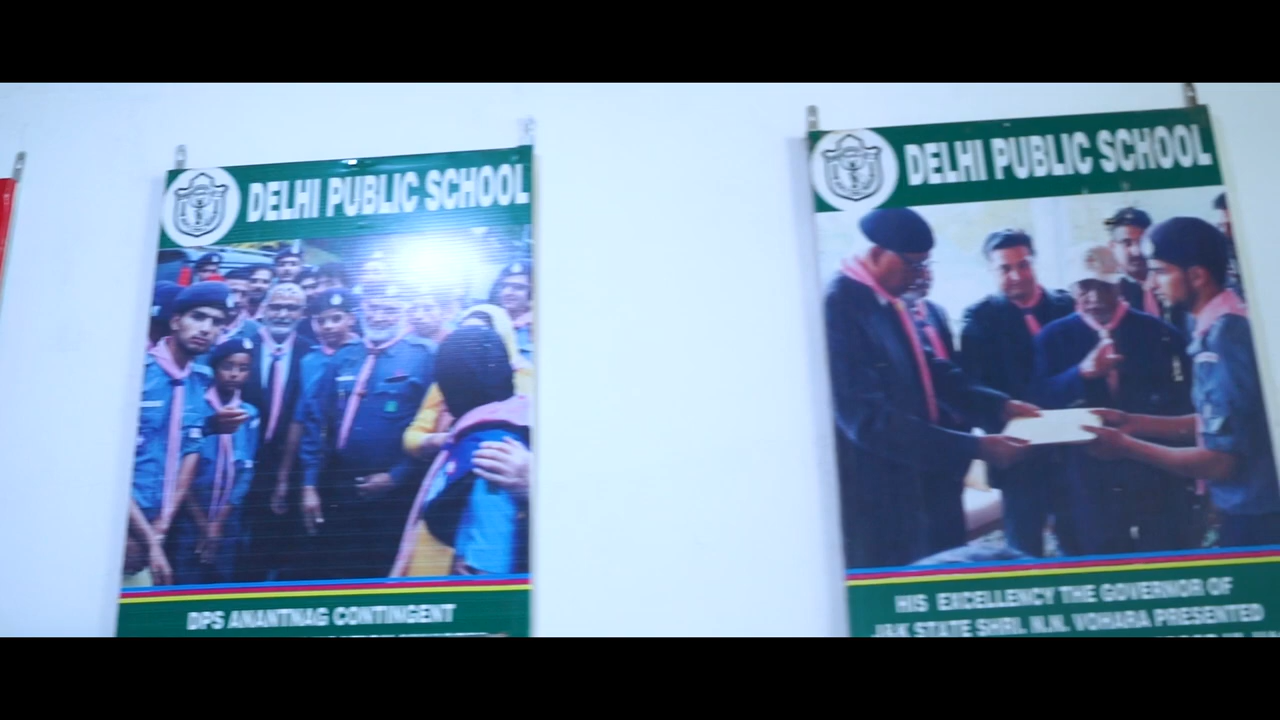 DELHI PUBLIC SCHOOL
DPS ANANTNAG CONTINGENT
DELHI PUBLIC SCHOOL
HIS EXCELLENCY THE GOVERNOR OF
J&K STATE SHRI. N.N. VOHARA PRESENTED